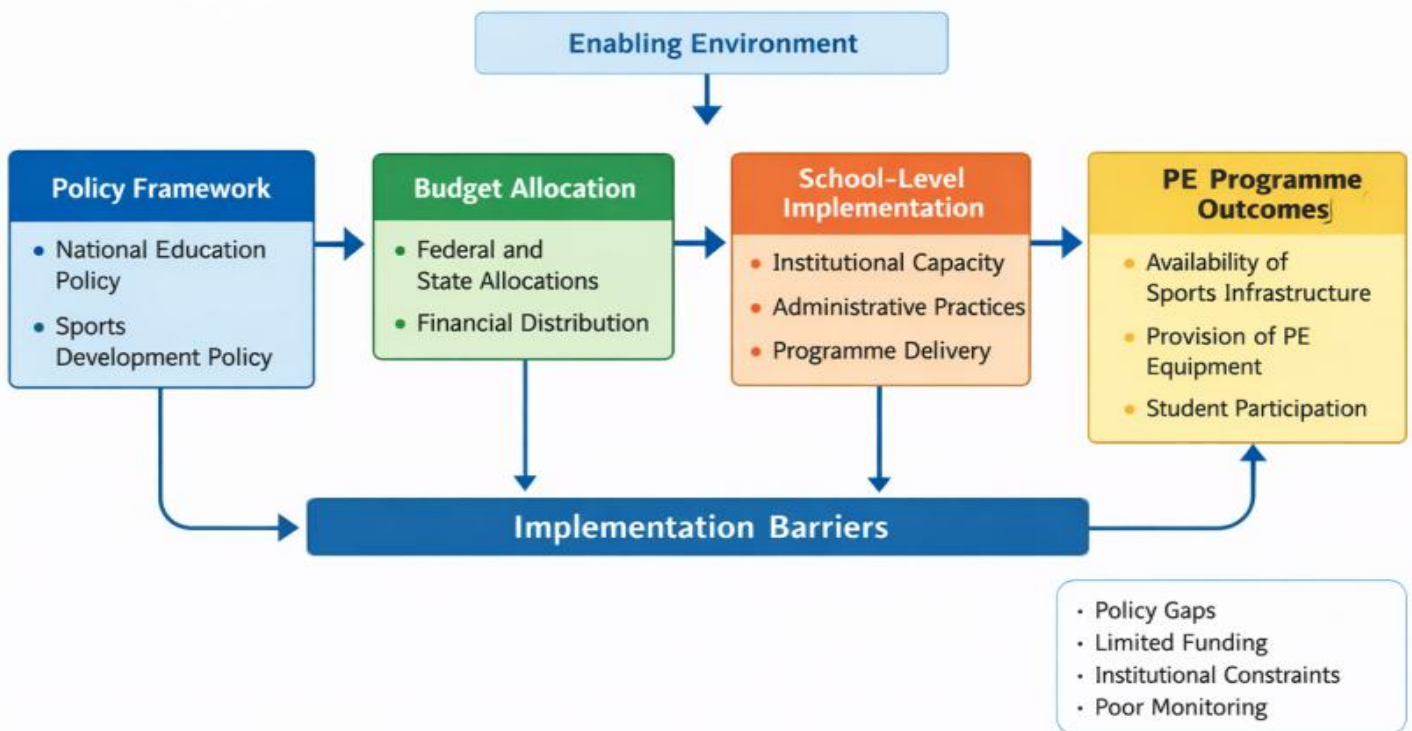 Enabling Environment
Policy Framework
• National Education
Policy
• Sports
Development Policy
Budget Allocation
• Federal and
State Allocations
• Financial Distribution
School-Level
Implementation
• Institutional Capacity
• Administrative Practices
• Programme Delivery
PE Programme
Outcomes
• Availability of
Sports Infrastructure
• Provision of PE
Equipment
• Student Participation
Implementation Barriers
• Policy Gaps
• Limited Funding
• Institutional Constraints
• Poor Monitoring